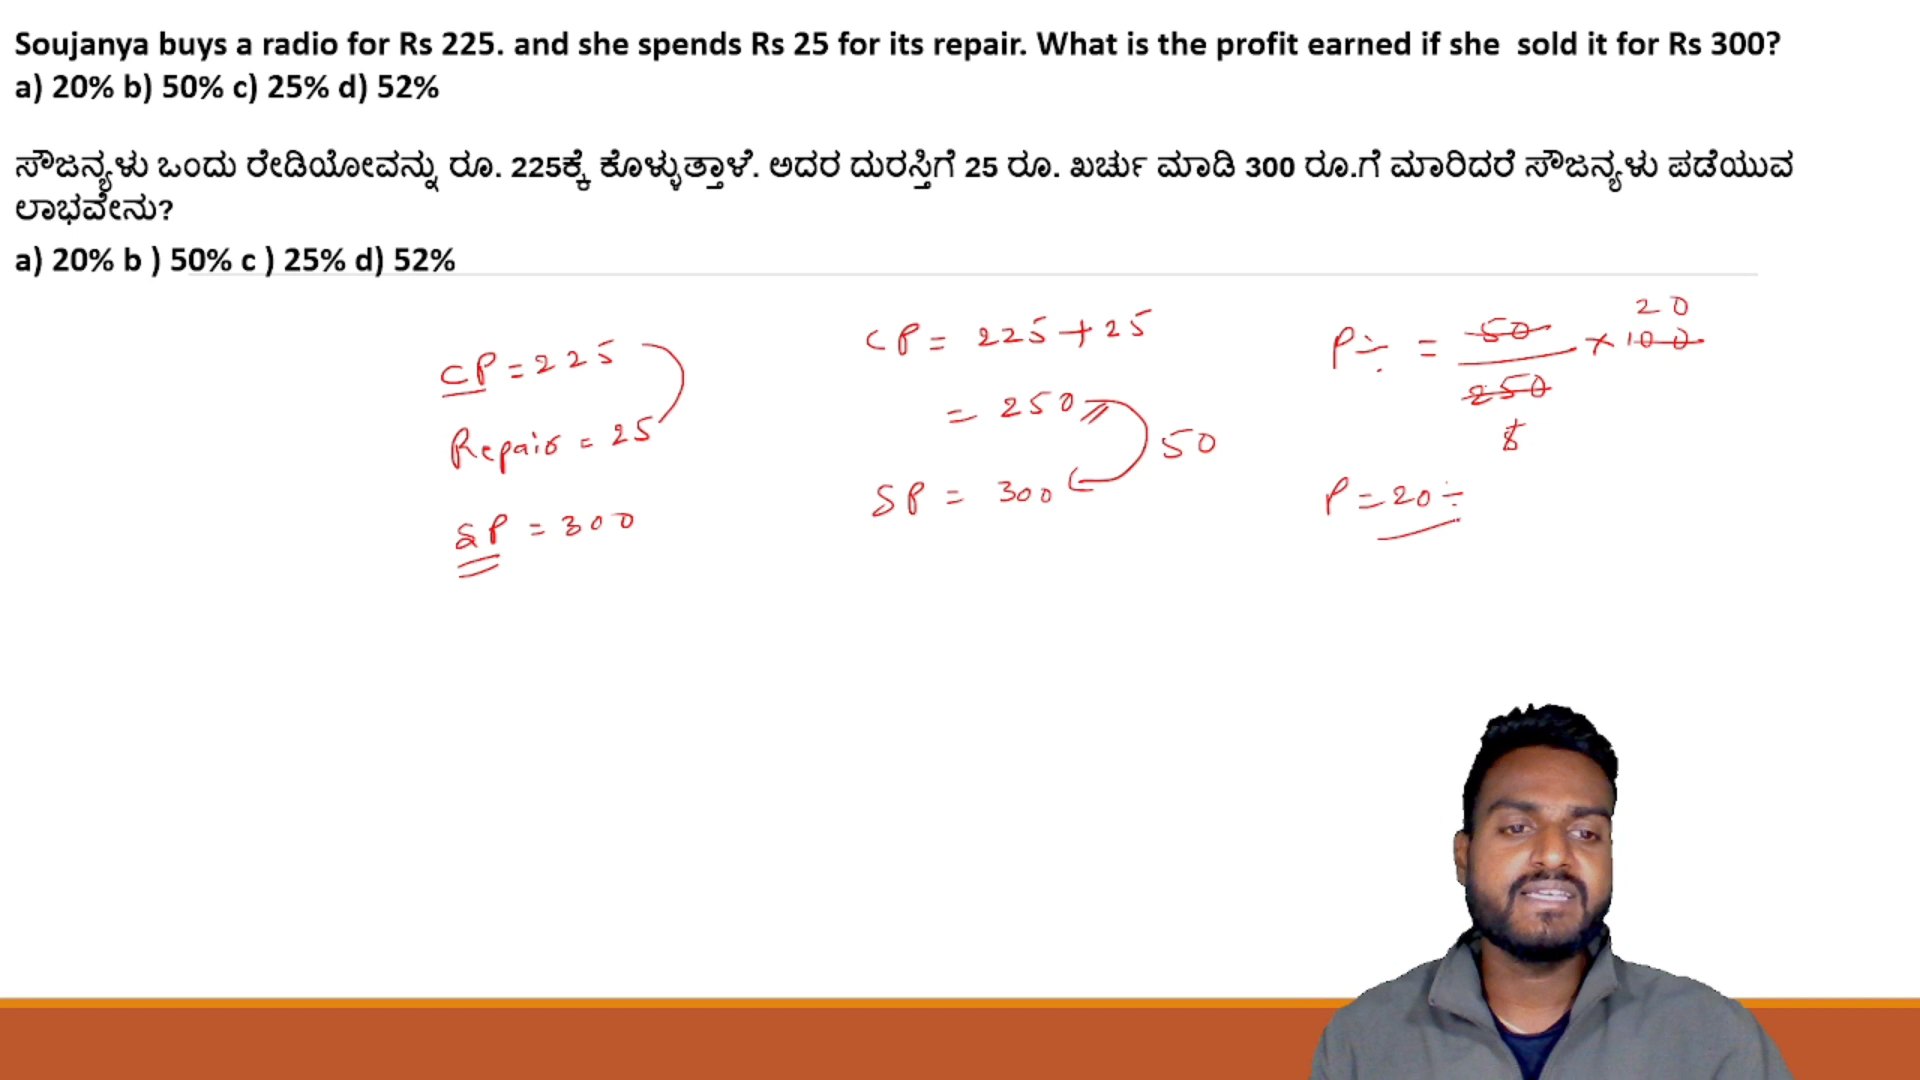 Soujanya buys a radio for Rs 225. and she spends Rs 25 for its repair. What is the profit earned if she sold it for Rs 300?
a) 20% b) 50% c) 25% d) 52%
ಸೌಜನ್ಯಳು ಒಂದು ರೇಡಿಯೋವನ್ನು ರೂ. 225ಕ್ಕೆ ಕೊಳ್ಳುತ್ತಾಳೆ. ಅದರ ದುರಸ್ತಿಗೆ 25 ರೂ. ಖರ್ಚು ಮಾಡಿ 300 ರೂ.ಗೆ ಮಾರಿದರೆ ಸೌಜನ್ಯಳು ಪಡೆಯುವ
ಲಾಭವೇನು?
a) 20% b ) 50% c ) 25% d) 52%
CP = 225
Repair = 25
SP = 300
CP = 225 + 25
= 250
50
SP = 300
20
P÷ = 50 × 100
250
5
P = 20 ÷